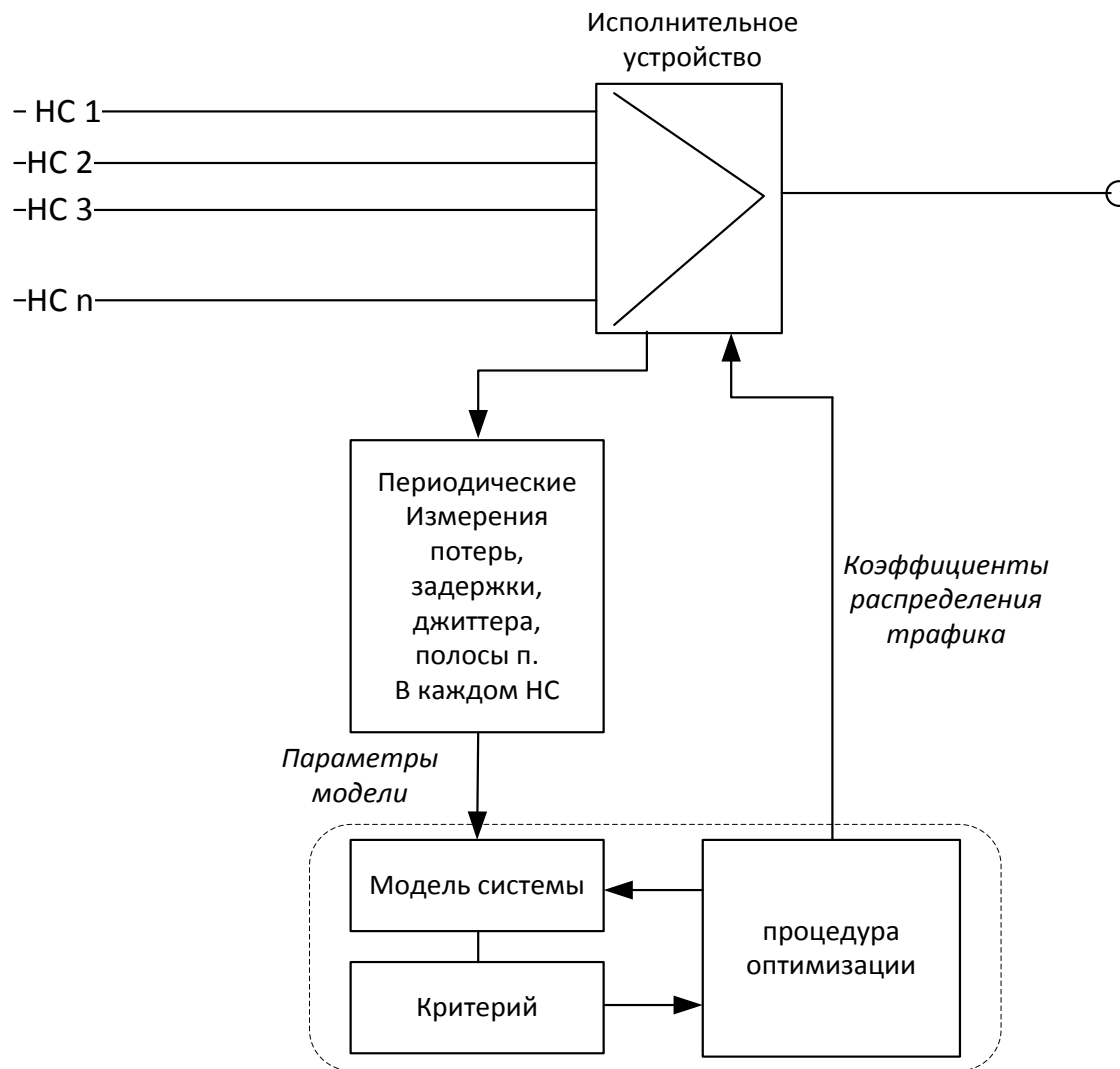 Исполнительное
устройство
НС 1
НС 2
НС 3
НС n
Периодические
Измерения
потерь,
задержки,
джиттера,
полосы п.
В каждом НС
Коэффициенты
распределения
трафика
Параметры
модели
Модель системы
процедура
оптимизации
Критерий